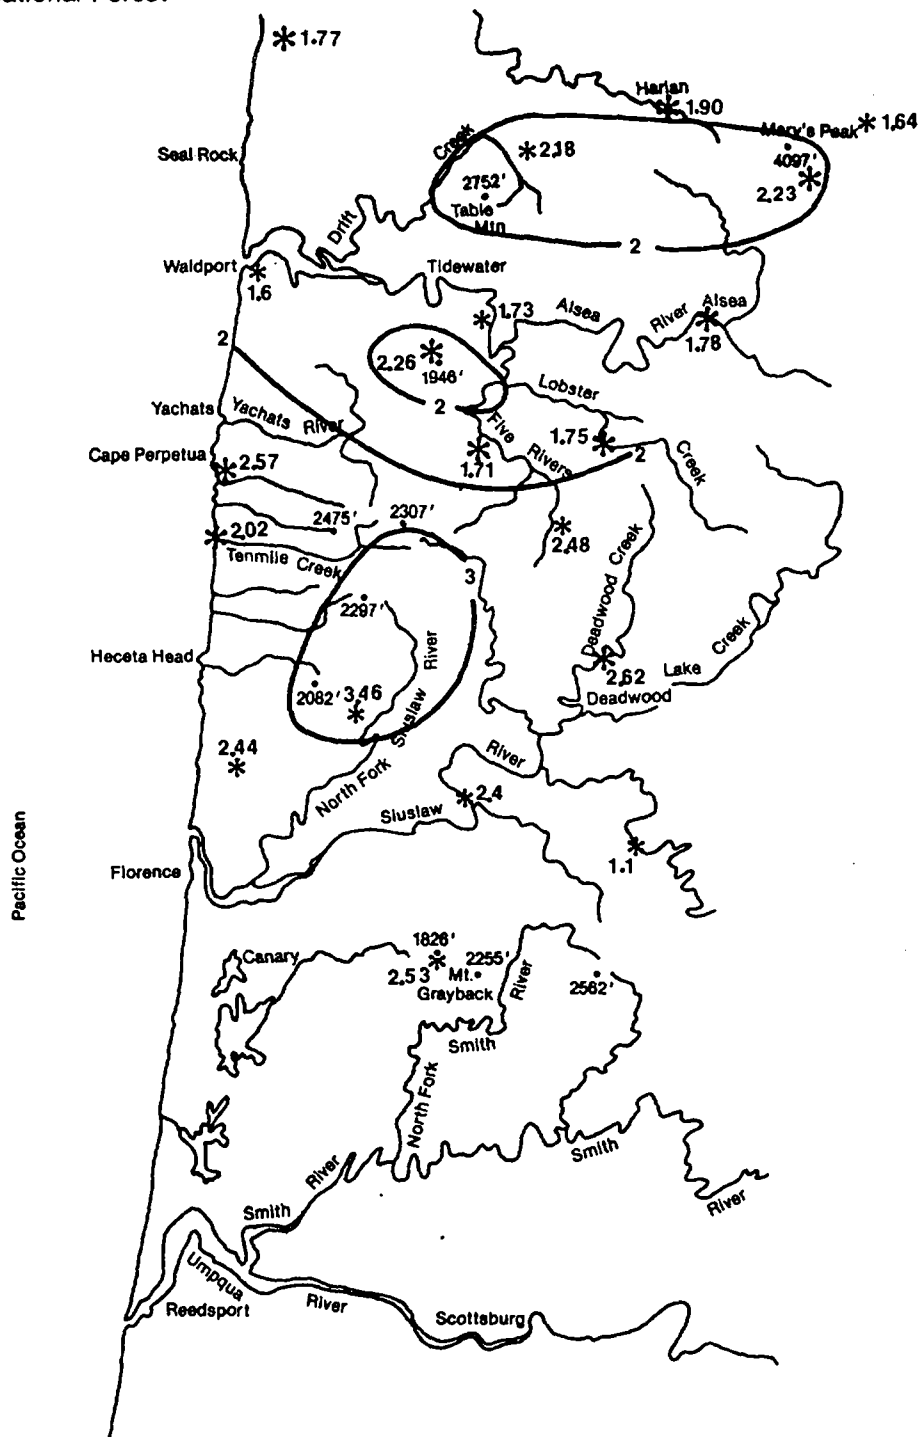 1.77
Harlan
1.90
Mary's Peak
1.64
4097'
2.23
Seal Rock
Creek
2.18
2752'
Table
Mtn
Drift
2
Waldport
1.6
Tidewater
1.73
Alsea
River
Alsea
1.78
2
2.26
1946'
2
Lobster
Yachats
Yachats
River
Five
Rivers
1.75
2
Creek
1.71
Cape Perpetua
2.57
2475'
2307'
2.02
2.48
Tenmile Creek
3
Deadwood Creek
2297'
River
Heceta Head
2082'
3.46
Siuslaw
2.62
Deadwood
Lake
Creek
2.44
North Fork
River
2.4
Siuslaw
1.1
Pacific Ocean
Florence
Canary
1826'
2.53
Mt.
Grayback
2255'
River
2562'
Smith
North Fork
Smith
River
Smith
River
Umpqua
Reedsport
River
Scottsburg